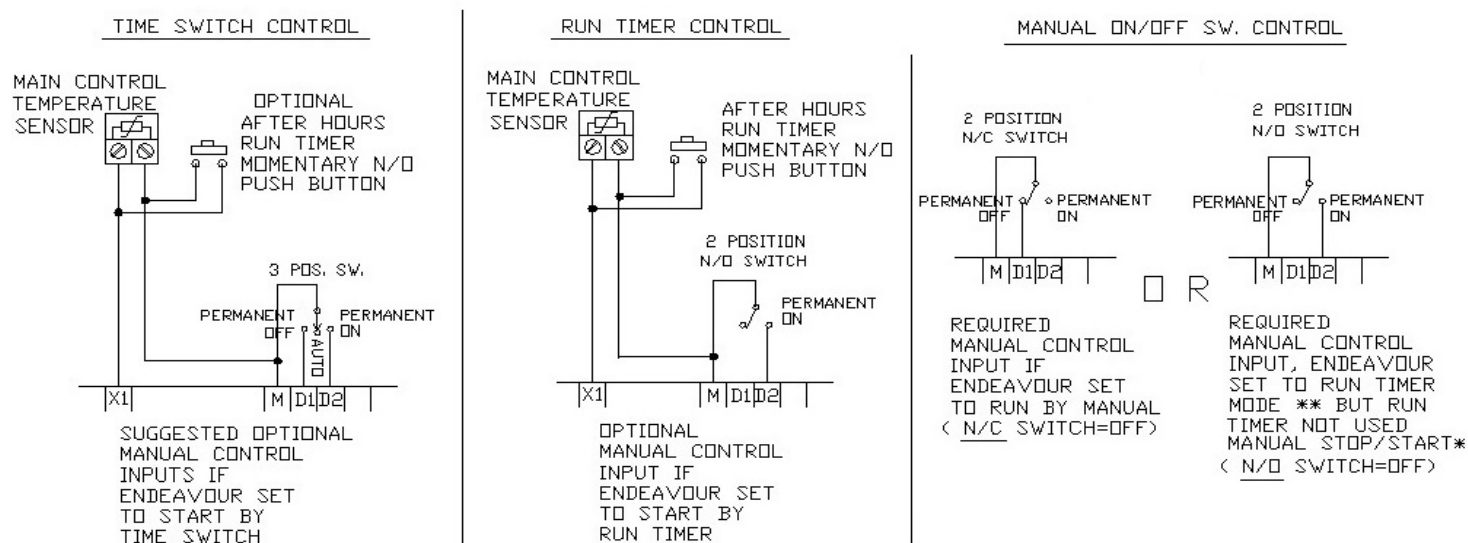 TIME SWITCH CONTROL
MAIN CONTROL
TEMPERATURE
SENSOR
OPTIONAL
AFTER HOURS
RUN TIMER
MOMENTARY N/O
PUSH BUTTON
3 POS. SW.
PERMANENT
OFF
AUTO
PERMANENT
ON
X1
M D1 D2
SUGGESTED OPTIONAL
MANUAL CONTROL
INPUTS IF
ENDEAVOUR SET
TO START BY
TIME SWITCH
RUN TIMER CONTROL
MAIN CONTROL
TEMPERATURE
SENSOR
AFTER HOURS
RUN TIMER
MOMENTARY N/O
PUSH BUTTON
2 POSITION
N/O SWITCH
PERMANENT
ON
X1
M D1 D2
OPTIONAL
MANUAL CONTROL
INPUT IF
ENDEAVOUR SET
TO START BY
RUN TIMER
MANUAL ON/OFF SW. CONTROL
2 POSITION
N/C SWITCH
PERMANENT
OFF
PERMANENT
ON
M D1 D2
REQUIRED
MANUAL CONTROL
INPUT IF
ENDEAVOUR SET
TO RUN BY MANUAL
( N/C SWITCH=OFF)
OR
2 POSITION
N/O SWITCH
PERMANENT
OFF
PERMANENT
ON
M D1 D2
REQUIRED
MANUAL CONTROL
INPUT, ENDEAVOUR
SET TO RUN TIMER
MODE ** BUT RUN
TIMER NOT USED
MANUAL STOP/START*
( N/O SWITCH=OFF)